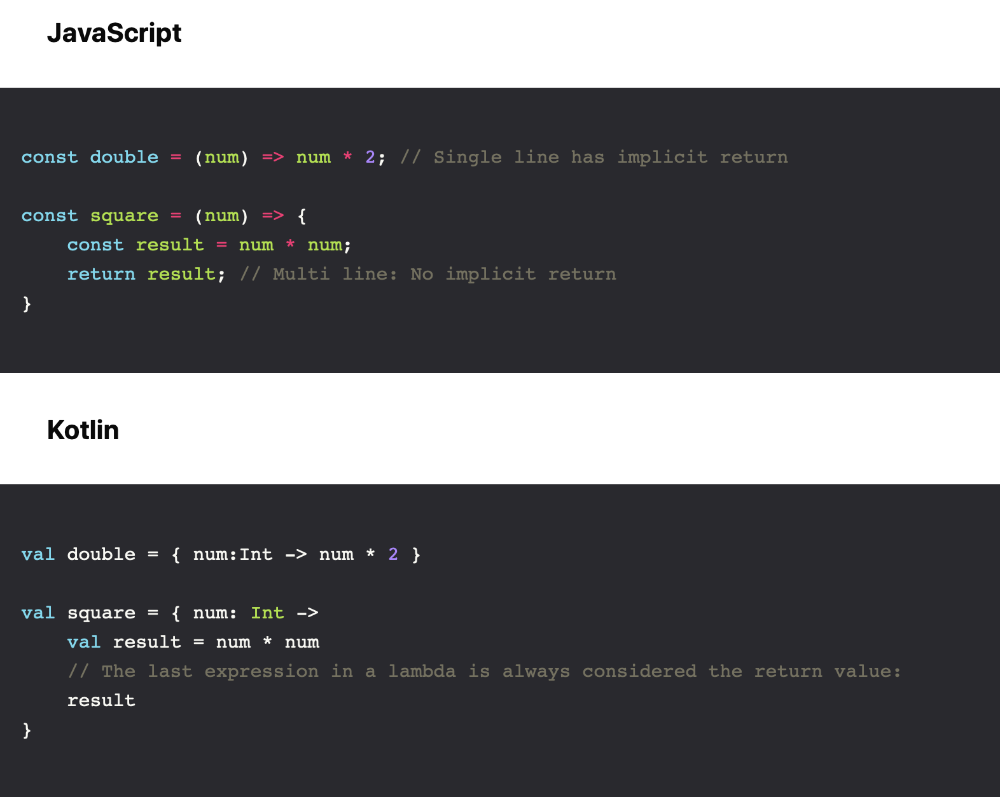 JavaScript
const double = (num) => num * 2; // Single line has implicit return
const square = (num) => {
    const result = num * num;
    return result; // Multi line: No implicit return
}
Kotlin
val double = { num:Int -> num * 2 }
val square = { num: Int ->
    val result = num * num
    // The last expression in a lambda is always considered the return value:
    result
}